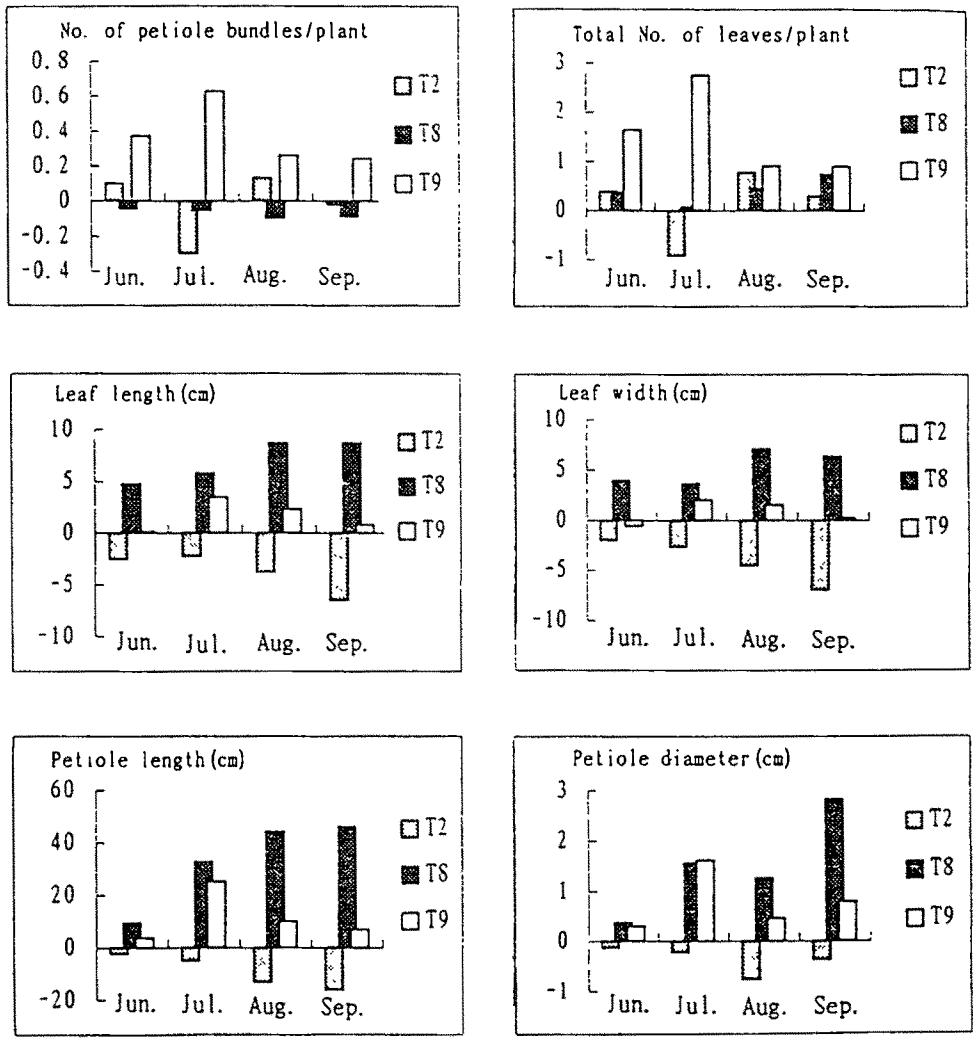 No. of petiole bundles/plant
0.8
0.6
0.4
0.2
0
-0.2
-0.4
Jun. Jul. Aug. Sep.
T2
T8
T9
Total No. of leaves/plant
3
2
1
0
-1
Jun. Jul. Aug. Sep.
T2
T8
T9
Leaf length(cm)
10
5
0
-5
-10
Jun. Jul. Aug. Sep.
T2
T8
T9
Leaf width(cm)
10
5
0
-5
-10
Jun. Jul. Aug. Sep.
T2
T8
T9
Petiole length(cm)
60
40
20
0
-20
Jun. Jul. Aug. Sep.
T2
T8
T9
Petiole diameter(cm)
3
2
1
0
-1
Jun. Jul. Aug. Sep.
T2
T8
T9